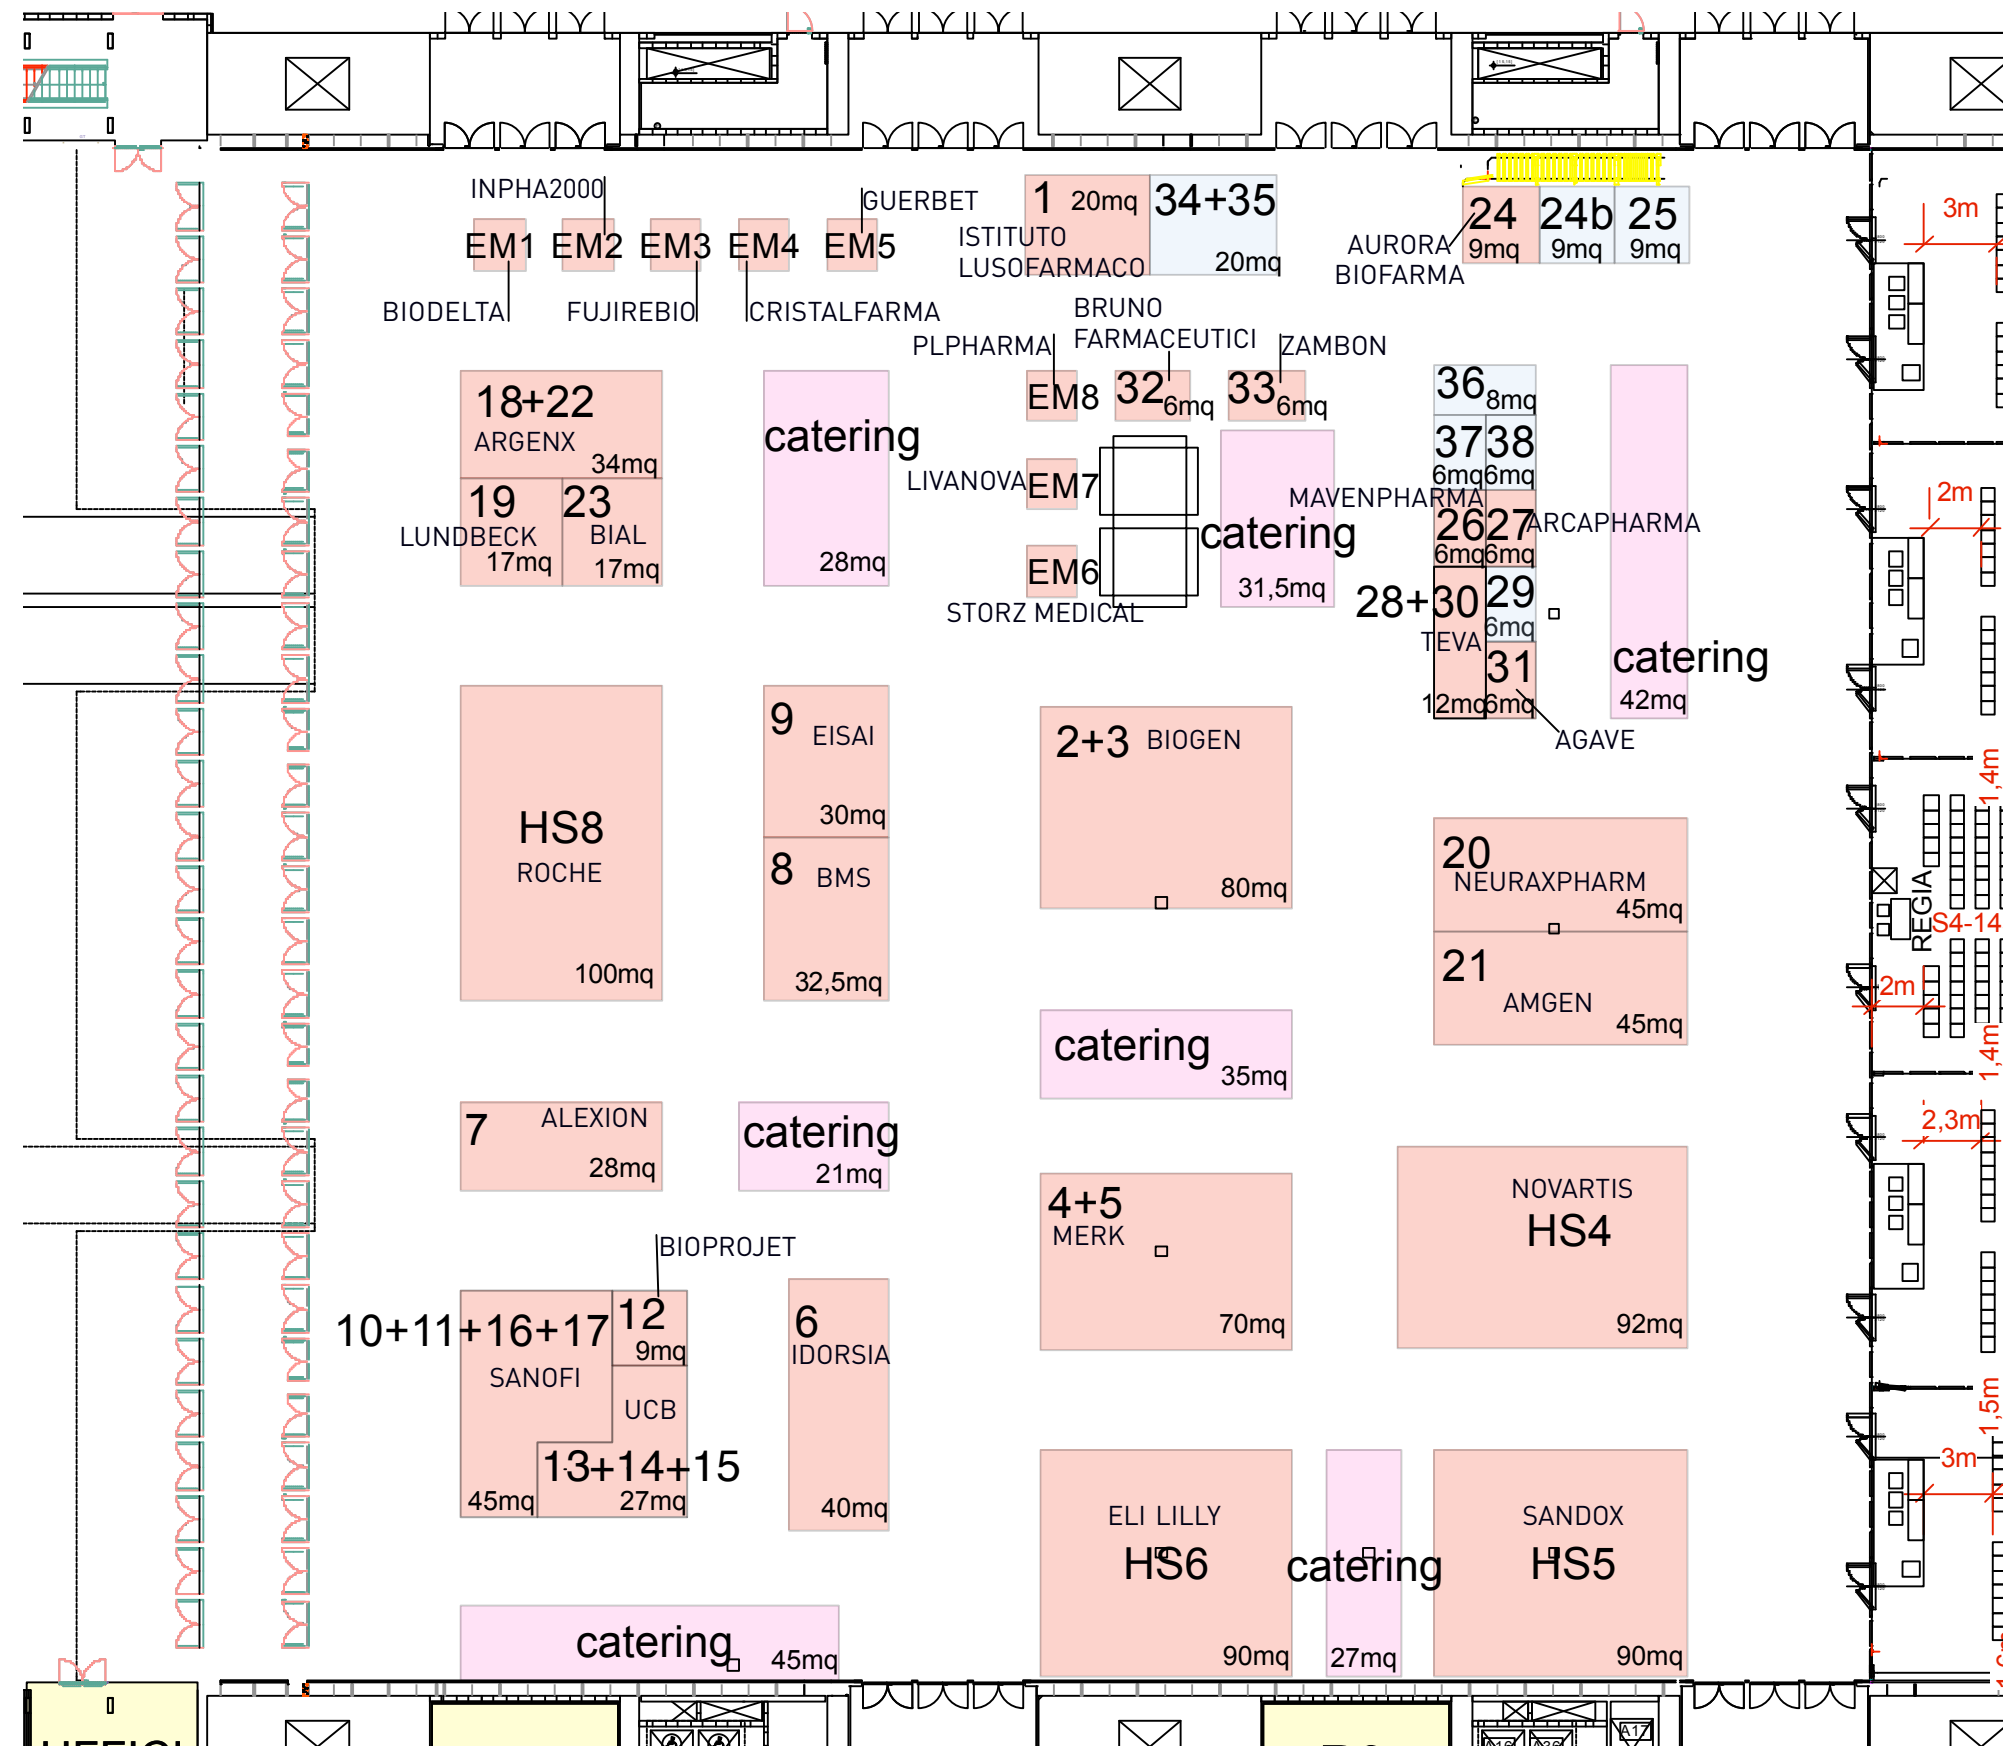 INPHA2000
GUERBET
EM1
EM2
EM3
EM4
EM5
BIODELTA
FUJIREBIO
CRISTALFARMA
1
20mq
ISTITUTO
LUSOFARMACO
34+35
20mq
24
9mq
24b
9mq
25
9mq
AURORA
BIOFARMA
3m
BRUNO
FARMACEUTICI
PLPHARMA
ZAMBON
EM8
32
6mq
33
6mq
18+22
ARGENX
34mq
19
LUNDBECK
17mq
23
BIAL
17mq
catering
28mq
LIVANOVA
EM7
EM6
STORZ MEDICAL
catering
31,5mq
36
8mq
37
6mq
38
6mq
MAVENPHARMA
26
6mq
27
6mq
ARCAPHARMA
28+30
TEVA
12mq
29
6mq
31
6mq
AGAVE
catering
42mq
2m
HS8
ROCHE
100mq
9
EISAI
30mq
8
BMS
32,5mq
2+3
BIOGEN
80mq
20
NEURAXPHARM
45mq
21
AMGEN
45mq
1,4m
REGIA
S4-14
2m
1,4m
catering
35mq
7
ALEXION
28mq
catering
21mq
2,3m
4+5
MERK
70mq
NOVARTIS
HS4
92mq
BIOPROJET
10+11+16+17
SANOFI
45mq
12
9mq
UCB
13+14+15
27mq
6
IDORSIA
40mq
1,5m
3m
ELI LILLY
HS6
90mq
catering
27mq
SANDOX
HS5
90mq
catering
45mq
A17